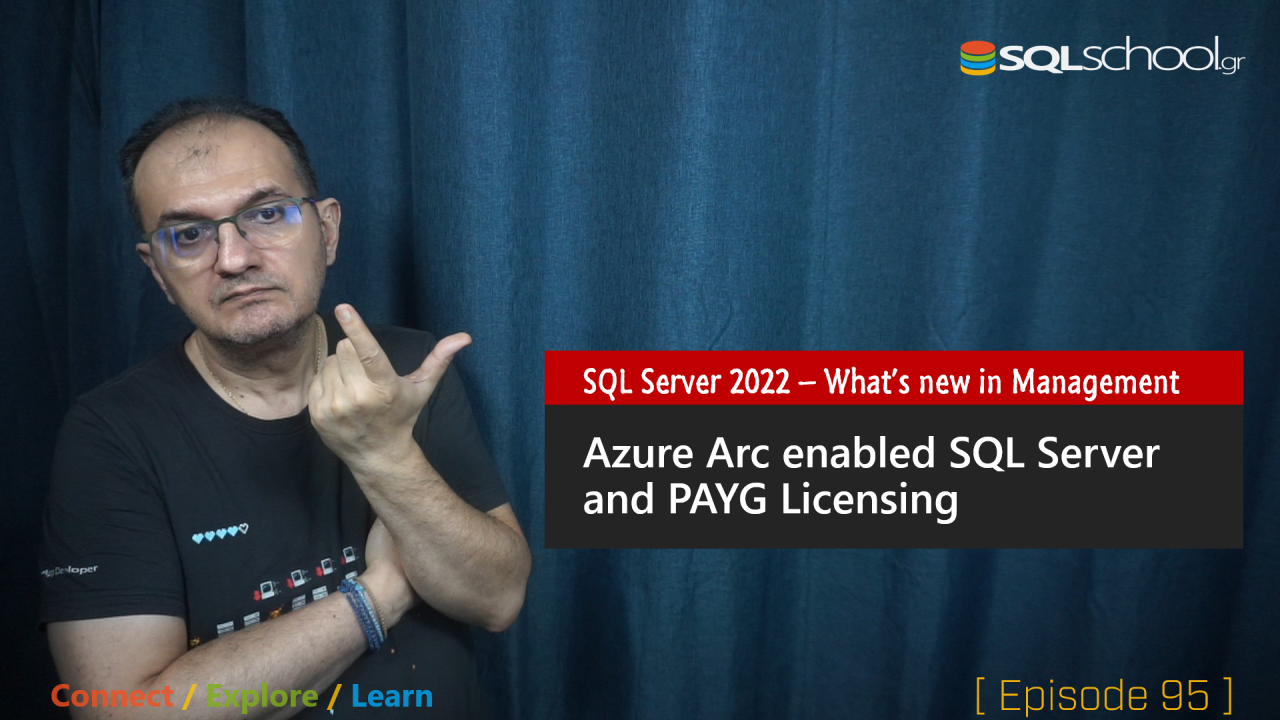 SQLschool.gr
SQL Server 2022 – What's new in Management
Azure Arc enabled SQL Server
and PAYG Licensing
Developer
Connect / Explore / Learn
[ Episode 95 ]